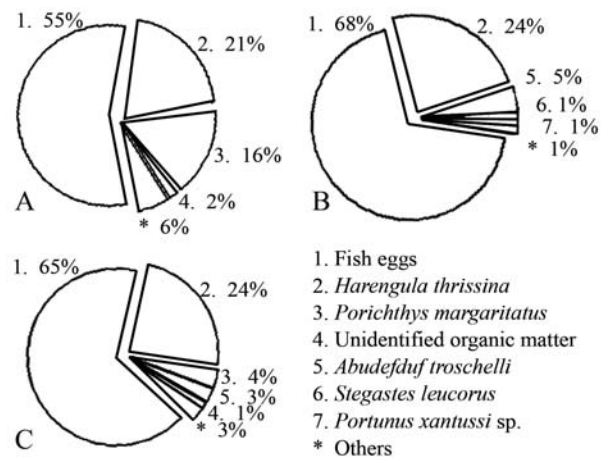 1. 55%
2. 21%
3. 16%
4. 2%
* 6%
A
1. 68%
2. 24%
5. 5%
6. 1%
7. 1%
* 1%
B
1. 65%
2. 24%
3. 4%
5. 3%
4. 1%
* 3%
C
1. Fish eggs
2. Harengula thrissina
3. Porichthys margaritatus
4. Unidentified organic matter
5. Abudefduf troschelli
6. Stegastes leucorus
7. Portunus xantussi sp.
* Others